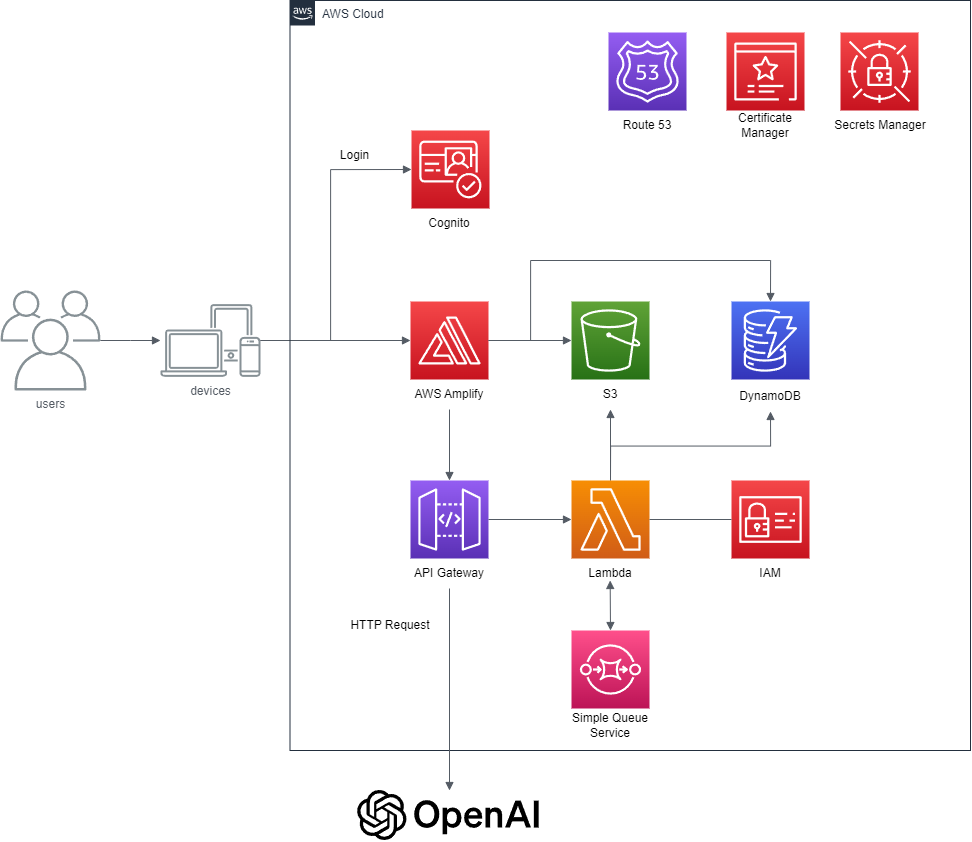 aws
AWS Cloud
53
Route 53
Certificate
Manager
Secrets Manager
Login
Cognito
users
devices
AWS Amplify
S3
DynamoDB
</>
API Gateway
Lambda
IAM
HTTP Request
Simple Queue
Service
OpenAI